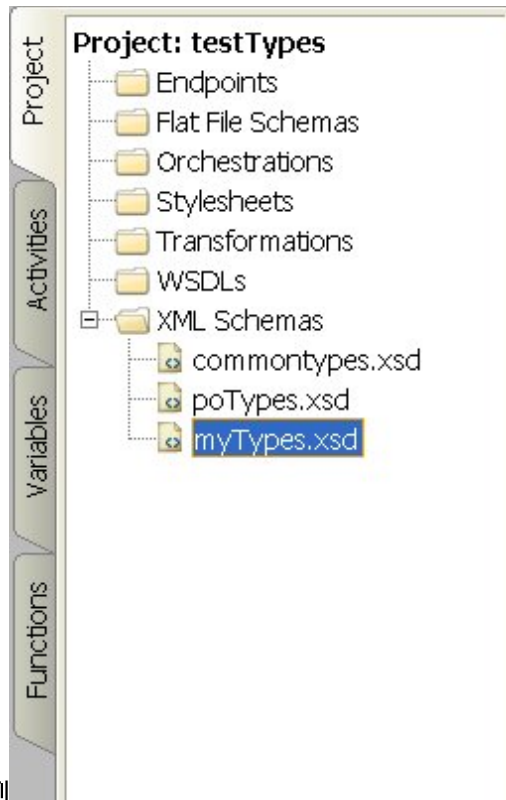 Project: testTypes
Endpoints
Flat File Schemas
Orchestrations
Stylesheets
Transformations
WSDLs
XML Schemas
commontypes.xsd
poTypes.xsd
myTypes.xsd
Project
Activities
Variables
Functions